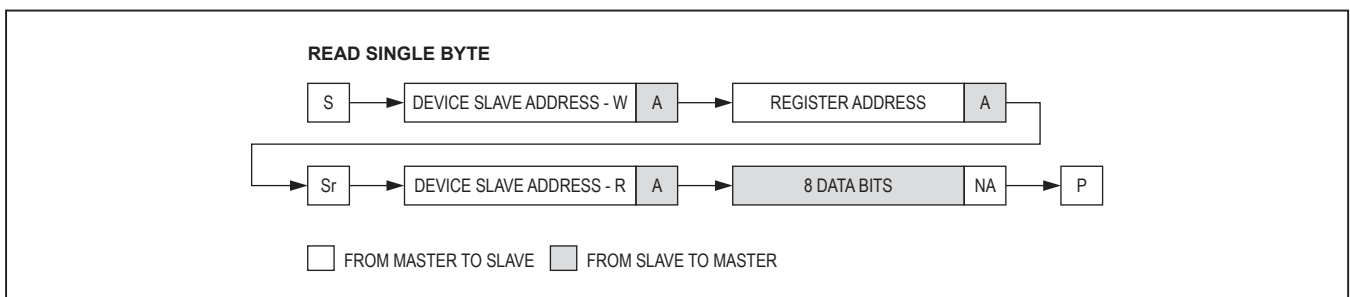 READ SINGLE BYTE
S DEVICE SLAVE ADDRESS - W A REGISTER ADDRESS A
Sr DEVICE SLAVE ADDRESS - R A 8 DATA BITS NA P
FROM MASTER TO SLAVE FROM SLAVE TO MASTER